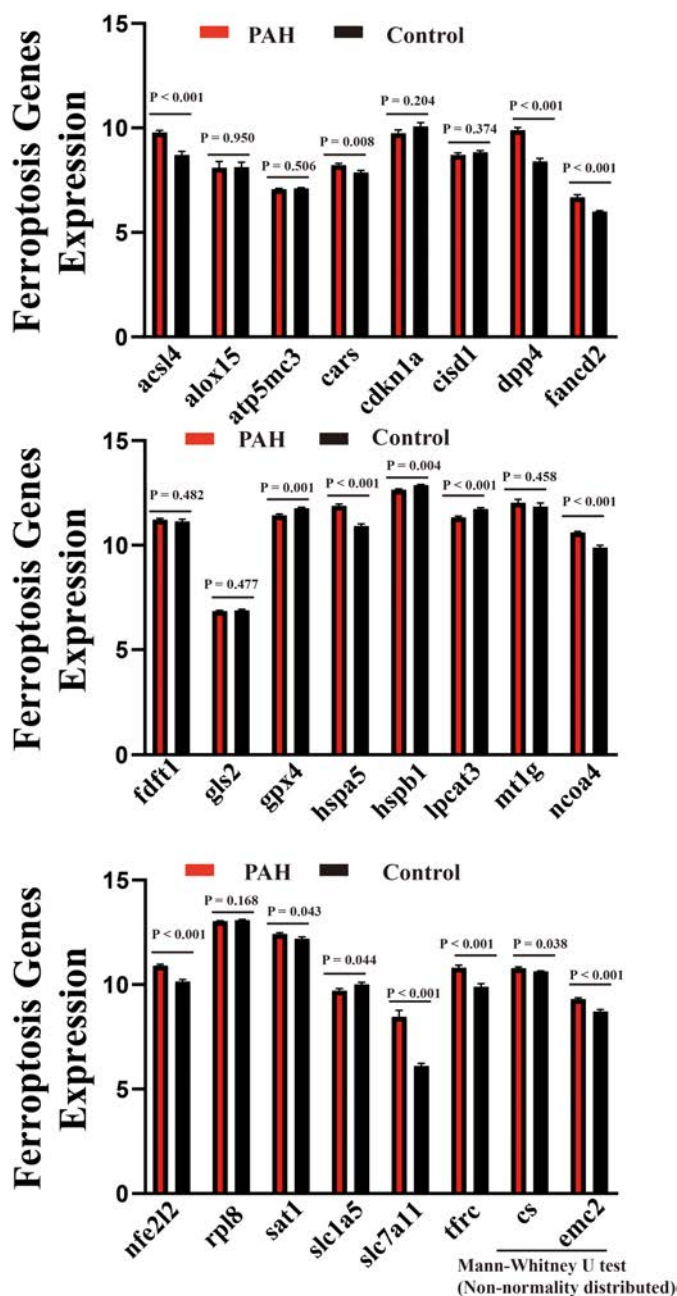 15
PAH Control
P < 0.001
P = 0.950
P = 0.506
P = 0.008
P = 0.204
P = 0.374
P < 0.001
P < 0.001
10
5
0
Ferroptosis Genes
Expression
acsl4
alox15
atp5mc3
cars
cdkn1a
cisd1
dpp4
fancd2
15
PAH Control
P = 0.482
P = 0.477
P = 0.001
P < 0.001
P = 0.004
P <0.001
P = 0.458
P < 0.001
10
5
0
Ferroptosis Genes
Expression
fdft1
gls2
gpx4
hspa5
hspb1
lpcat3
mt1g
ncoa4
15
PAH Control
P < 0.001
P = 0.168
P = 0.043
P = 0.044
P <0.001
P <0.001
P = 0.038
P < 0.001
10
5
0
Ferroptosis Genes
Expression
nfe2l2
rpl8
sat1
slc1a5
slc7a11
tfrc
cs
emc2
Mann-Whitney U test
(Non-normality distributed)